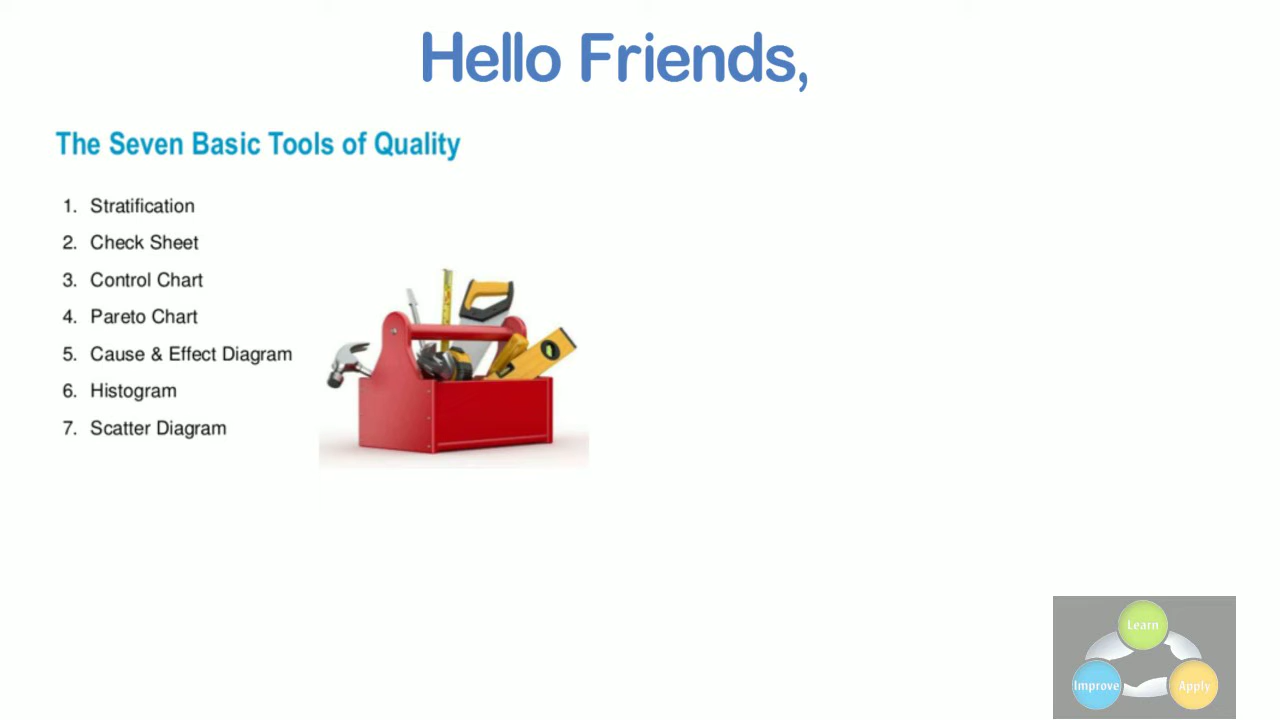 Hello Friends,
The Seven Basic Tools of Quality
1. Stratification
2. Check Sheet
3. Control Chart
4. Pareto Chart
5. Cause & Effect Diagram
6. Histogram
7. Scatter Diagram
Learn
Improve
Apply